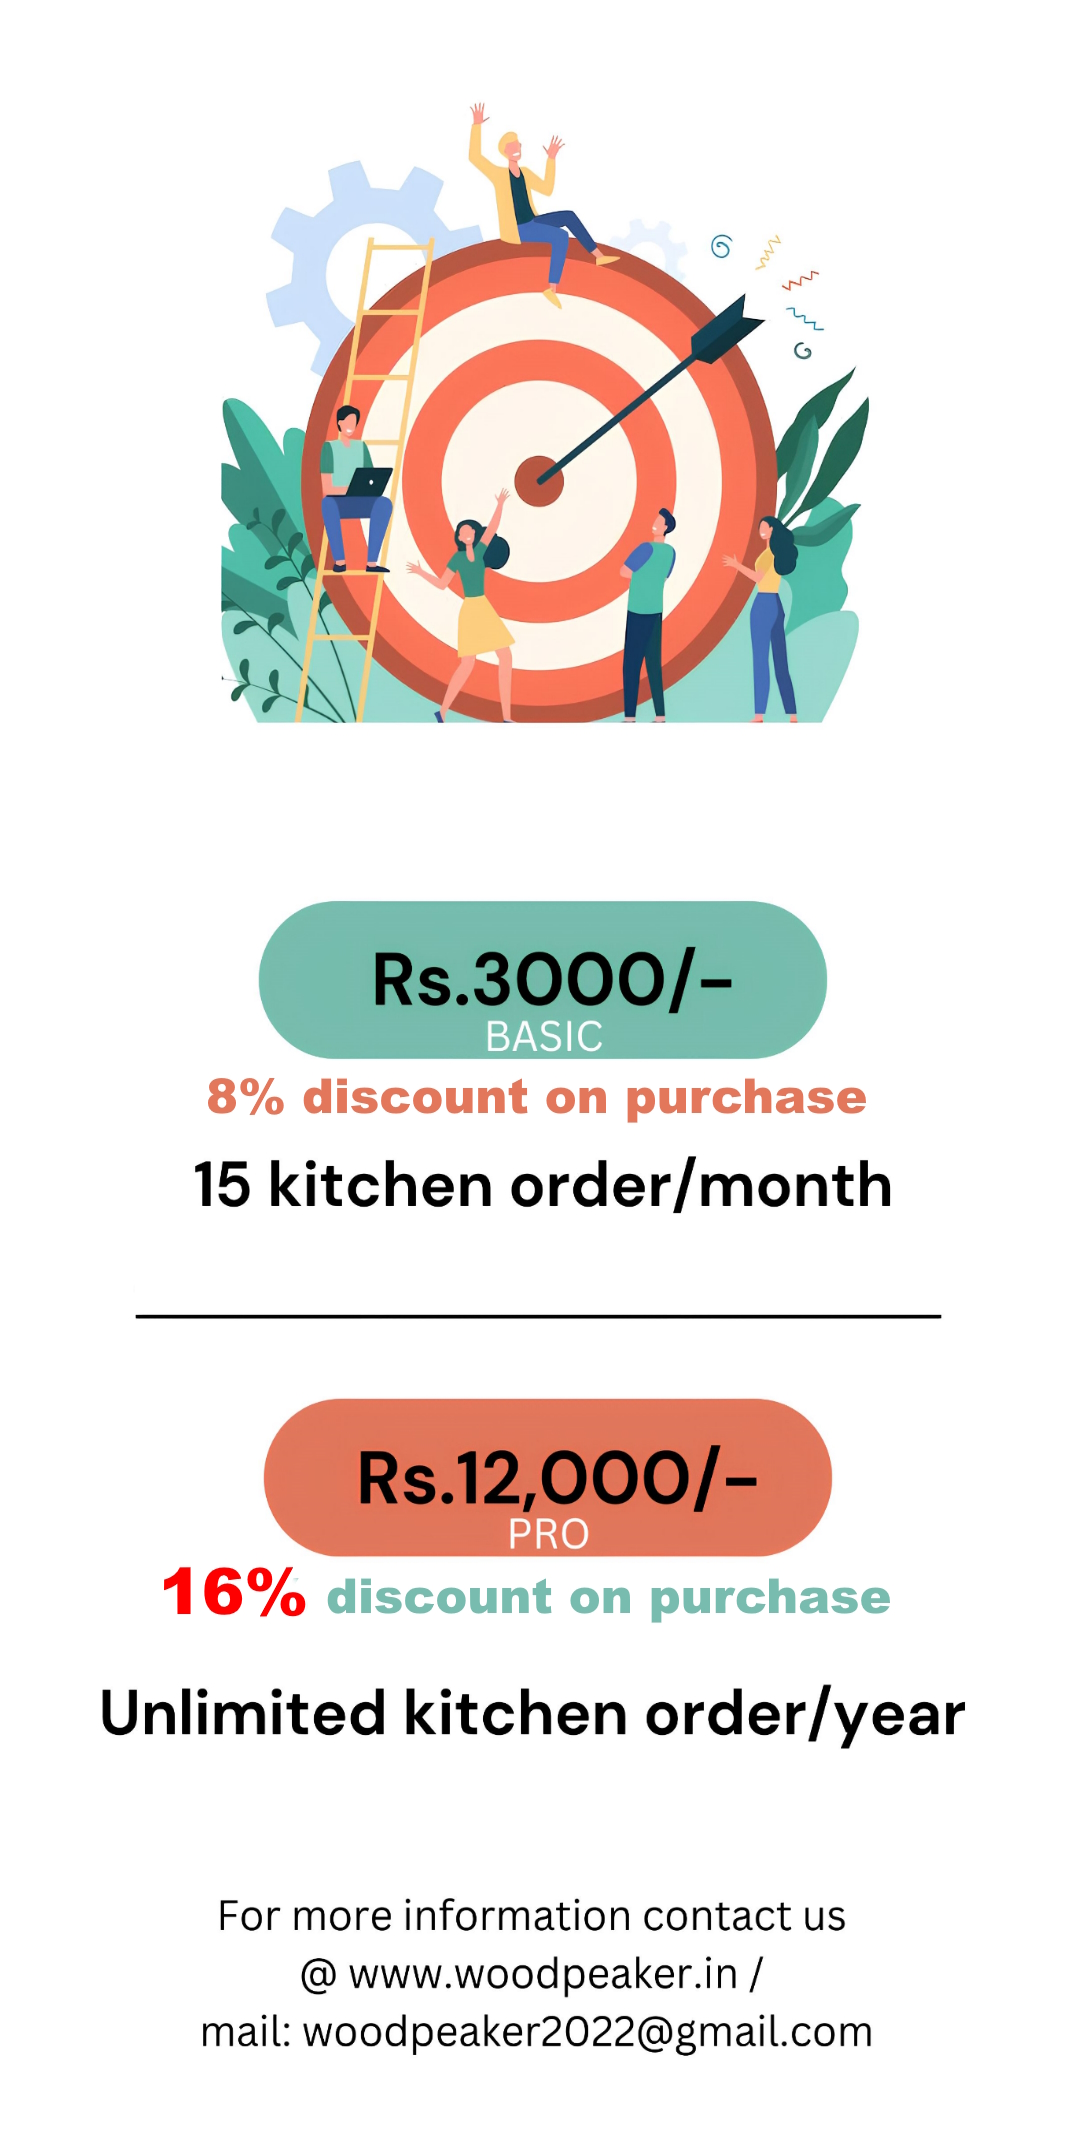 Rs.3000/-
BASIC
8% discount on purchase
15 kitchen order/month
Rs.12,000/-
PRO
16% discount on purchase
Unlimited kitchen order/year
For more information contact us
@ www.woodpeaker.in /
mail: woodpeaker2022@gmail.com